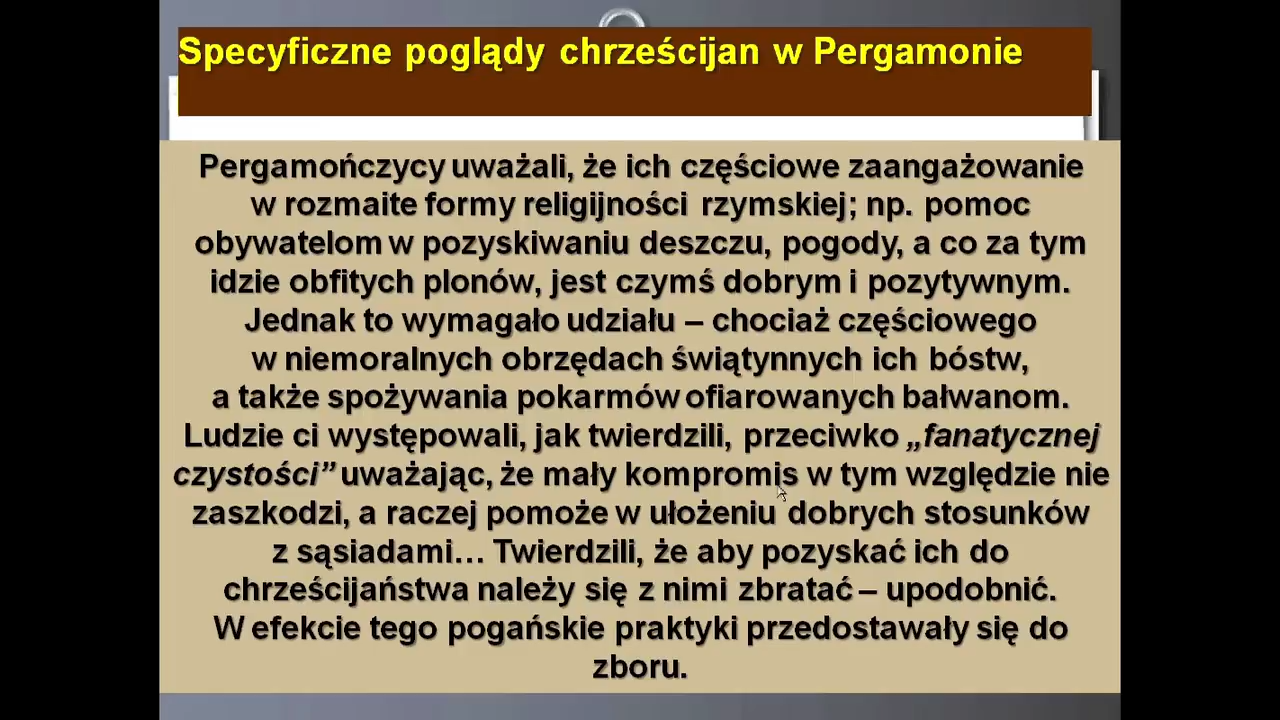 Specyficzne poglądy chrześcijan w Pergamonie
Pergamończycy uważali, że ich częściowe zaangażowanie
w rozmaite formy religijności rzymskiej; np. pomoc
obywatelom w pozyskiwaniu deszczu, pogody, a co za tym
idzie obfitych plonów, jest czymś dobrym i pozytywnym.
Jednak to wymagało udziału – chociaż częściowego
w niemoralnych obrzędach świątynnych ich bóstw,
a także spożywania pokarmów ofiarowanych bałwanom.
Ludzie ci występowali, jak twierdzili, przeciwko „fanatycznej
czystości” uważając, że mały kompromis w tym względzie nie
zaszkodzi, a raczej pomoże w ułożeniu dobrych stosunków
z sąsiadami… Twierdzili, że aby pozyskać ich do
chrześcijaństwa należy się z nimi zbratać – upodobnić.
W efekcie tego pogańskie praktyki przedostawały się do
zboru.